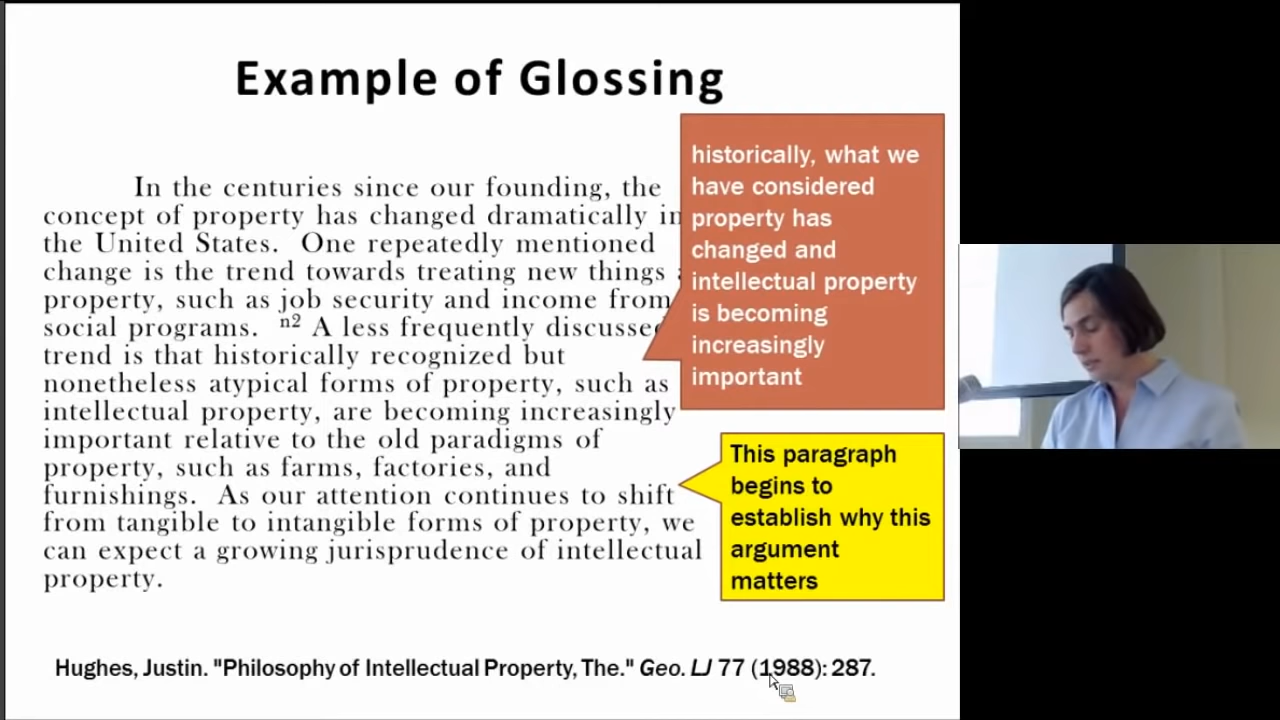 Example of Glossing
In the centuries since our founding, the
concept of property has changed dramatically in
the United States. One repeatedly mentioned
change is the trend towards treating new things
property, such as job security and income from
social programs. n2 A less frequently discussed
trend is that historically recognized but
nonetheless atypical forms of property, such as
intellectual property, are becoming increasingly
important relative to the old paradigms of
property, such as farms, factories, and
furnishings. As our attention continues to shift
from tangible to intangible forms of property, we
can expect a growing jurisprudence of intellectual
property.
historically, what we
have considered
property has
changed and
intellectual property
is becoming
increasingly
important
This paragraph
begins to
establish why this
argument
matters
Hughes, Justin. "Philosophy of Intellectual Property, The." Geo. LJ 77 (1988): 287.